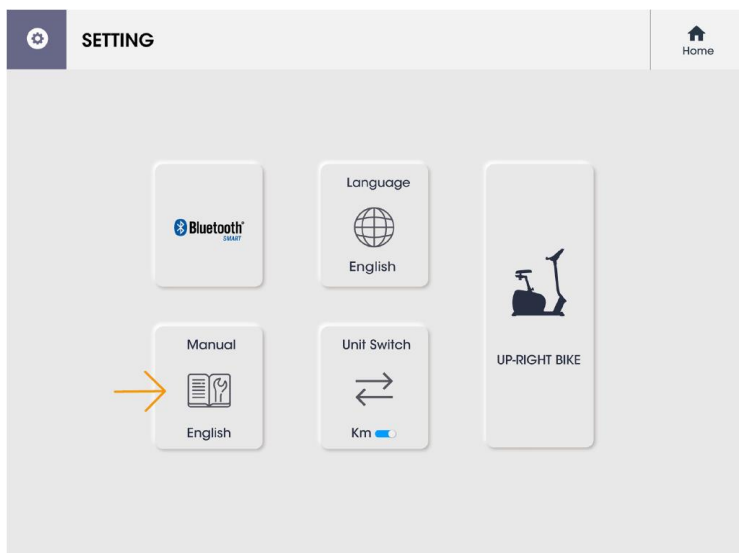 SETTING
Home
Bluetooth®
SMART
Language
English
Manual
English
Unit Switch
Km
UP-RIGHT BIKE